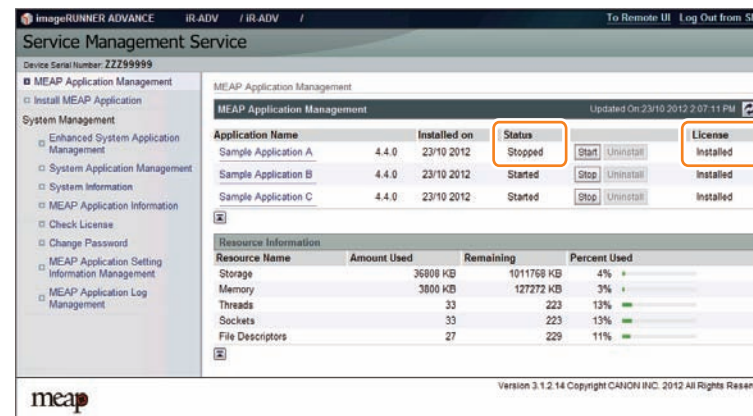 imageRUNNER ADVANCE iR-ADV / iR-ADV / To Remote UI Log Out from S
Service Management Service
Device Serial Number: ZZZ99999
MEAP Application Management
Install MEAP Application
System Management
Enhanced System Application
Management
System Application Management
System Information
MEAP Application Information
Check License
Change Password
MEAP Application Setting
Information Management
MEAP Application Log
Management
MEAP Application Management
MEAP Application Management Updated On:23/10 2012 2:07:11 PM
Application Name Installed on Status License
Sample Application A 4.4.0 23/10 2012 Stopped Start Uninstall Installed
Sample Application B 4.4.0 23/10 2012 Started Stop Uninstall Installed
Sample Application C 4.4.0 23/10 2012 Started Stop Uninstall Installed
Resource Information
Resource Name Amount Used Remaining Percent Used
Storage 36808 KB 1011768 KB 4%
Memory 3800 KB 127272 KB 3%
Threads 33 223 13%
Sockets 33 223 13%
File Descriptors 27 229 11%
meap
Version 3.1.2.14 Copyright CANON INC. 2012 All Rights Reser